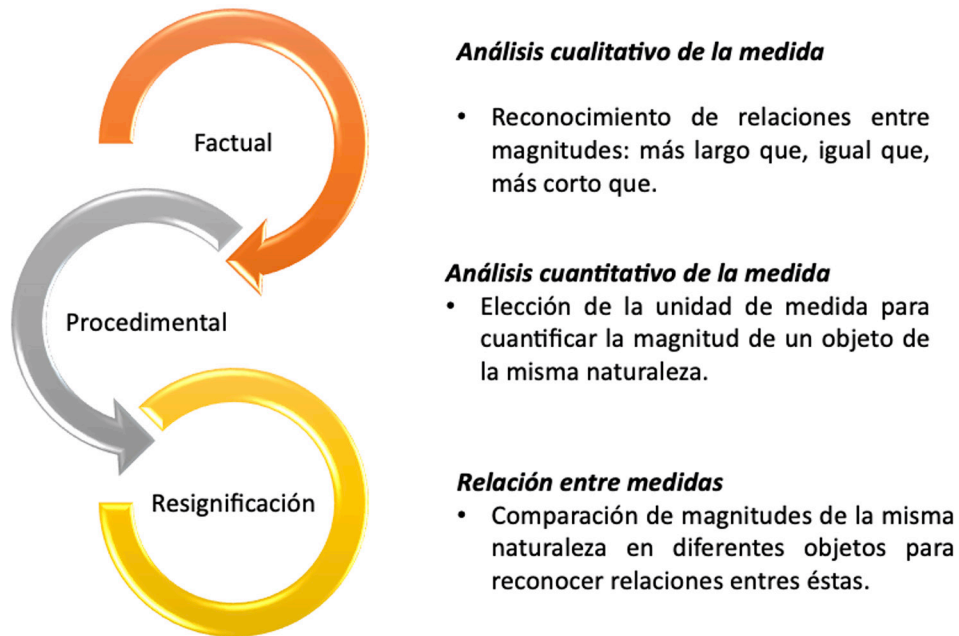 Factual
Análisis cualitativo de la medida
• Reconocimiento de relaciones entre
magnitudes: más largo que, igual que,
más corto que.
Procedimental
Análisis cuantitativo de la medida
• Elección de la unidad de medida para
cuantificar la magnitud de un objeto de
la misma naturaleza.
Resignificación
Relación entre medidas
• Comparación de magnitudes de la misma
naturaleza en diferentes objetos para
reconocer relaciones entres éstas.